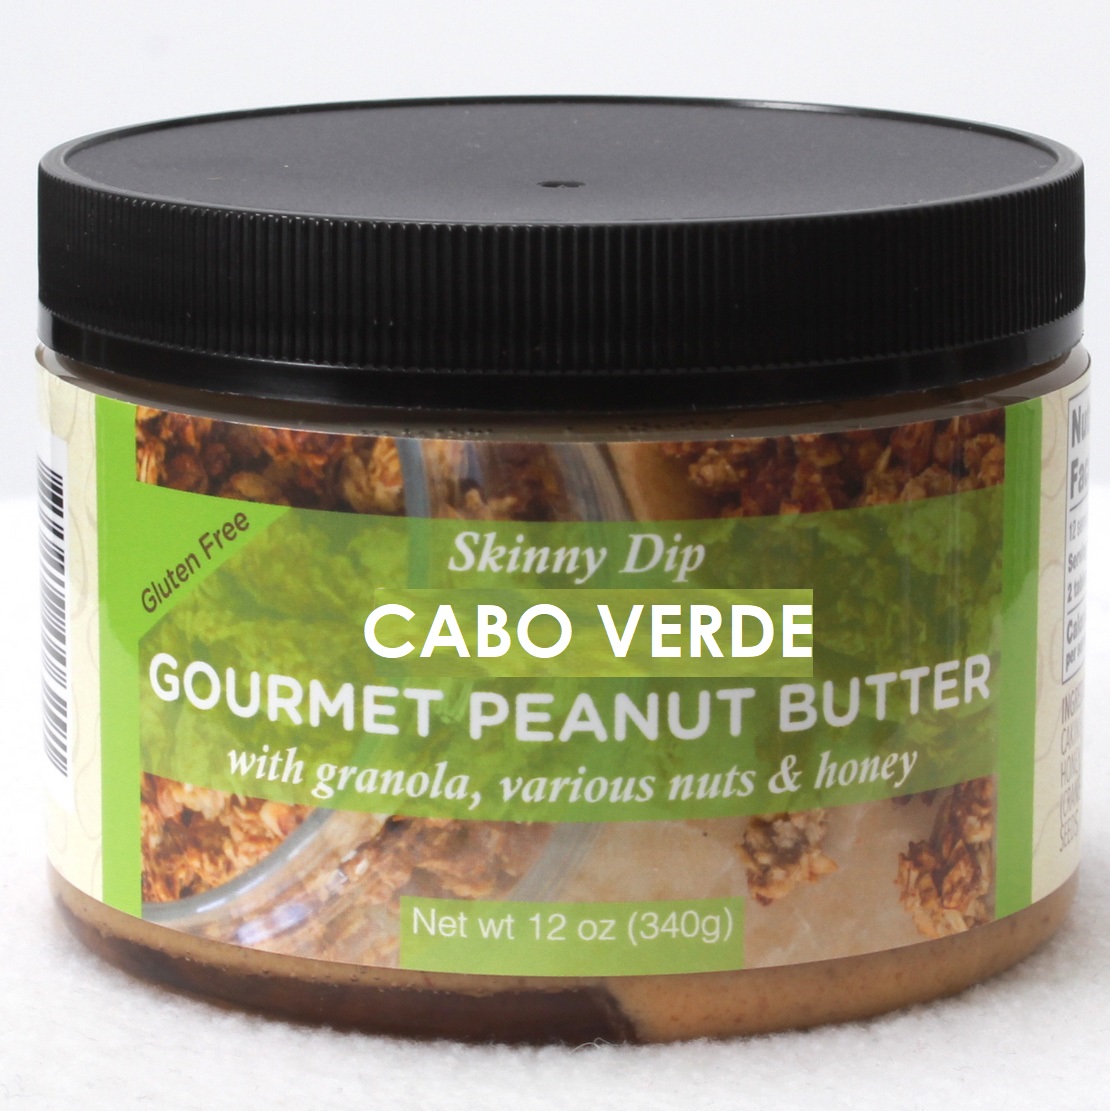 Gluten Free
Skinny Dip
CABO VERDE
GOURMET PEANUT BUTTER
with granola, various nuts & honey
Net wt 12 oz (340g)